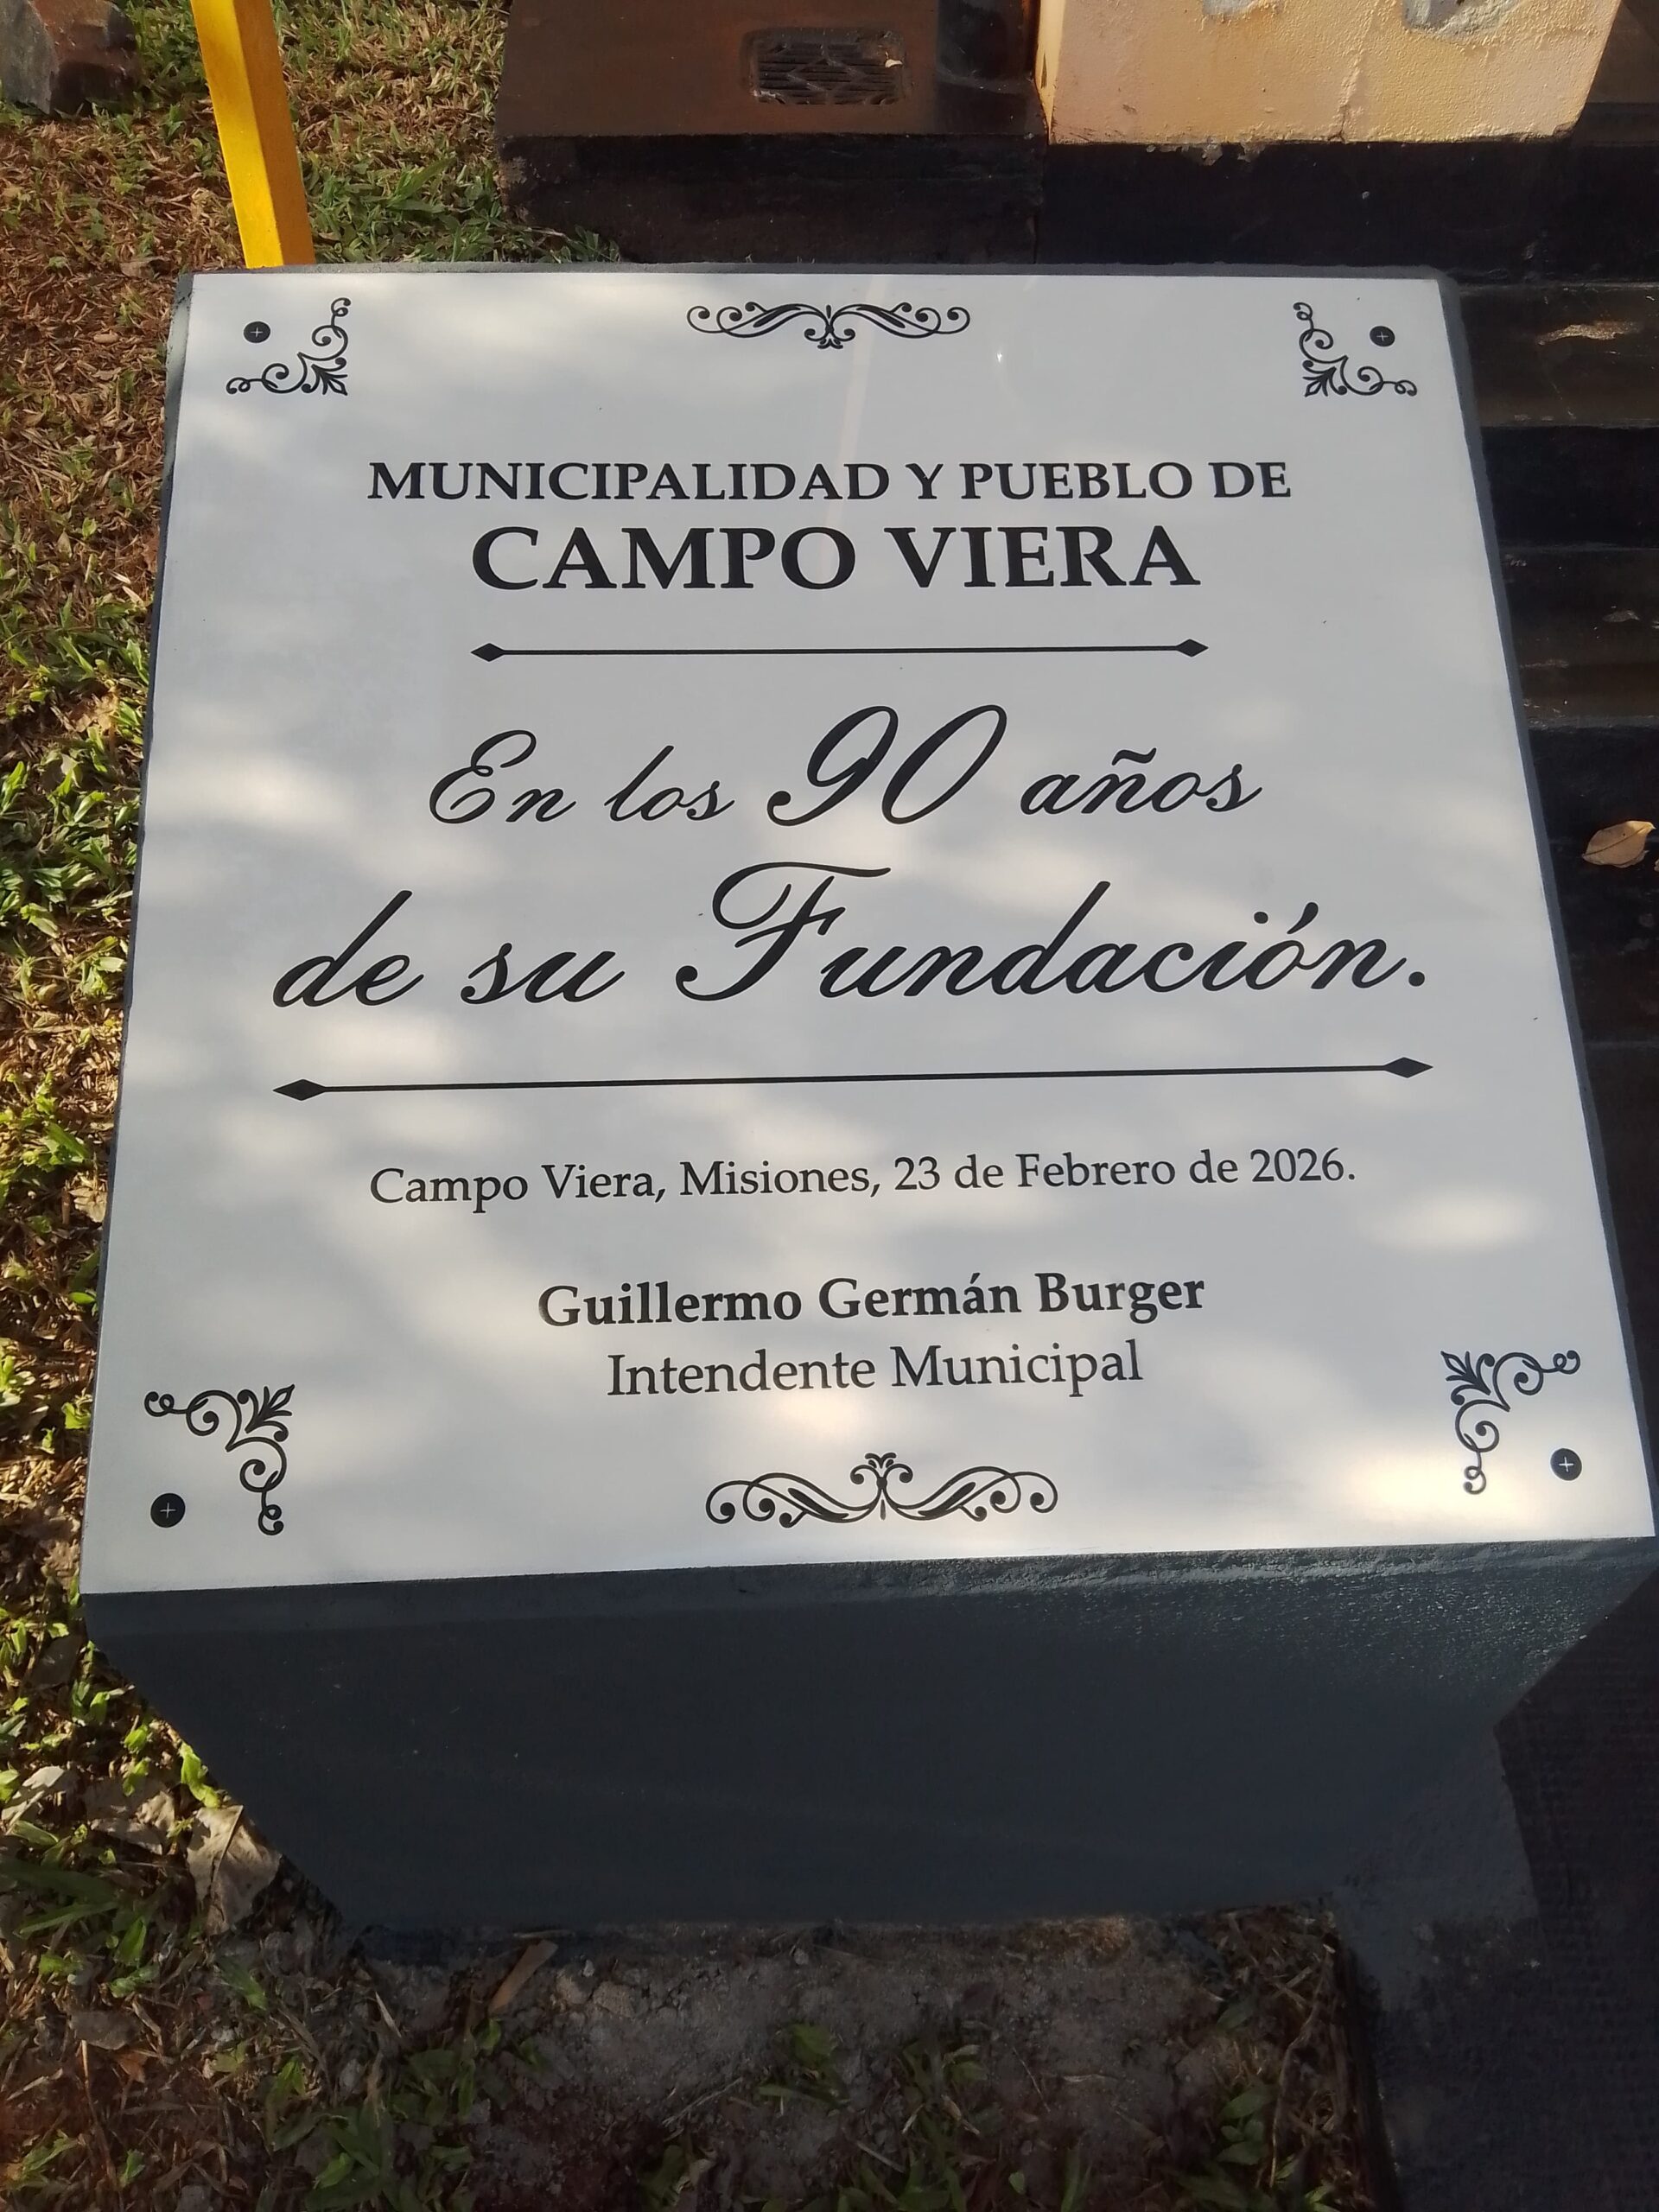 MUNICIPALIDAD Y PUEBLO DE
CAMPO VIERA
En los 90 años
de su Fundación.
Campo Viera, Misiones, 23 de Febrero de 2026.
Guillermo Germán Burger
Intendente Municipal